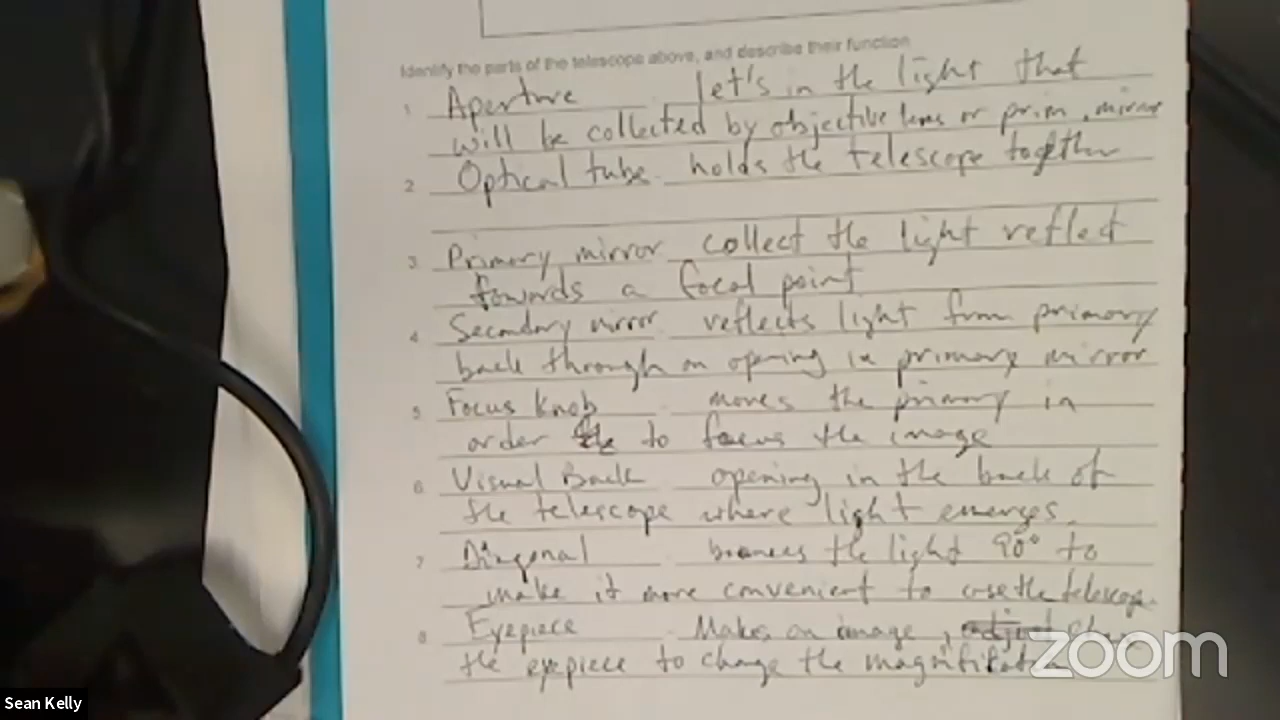 Identify the parts of the telescope above, and describe their function
1 Aperture let's in the light that
will be collected by objective lens or prim. mirror
2 Optical tube holds the telescope together
3 Primary mirror collect the light reflect
towards a focal point
4 Secondary mirror reflects light from primary
back through an opening in primary mirror
5 Focus knob moves the primary in
order to focus the image
6 Visual Back opening in the back of
the telescope where light emerges.
7 Diagonal bounces the light 90° to
make it more convenient to use the telescope.
8 Eyepiece Makes an image,
the eyepiece to change the magnification
zoom
Sean Kelly